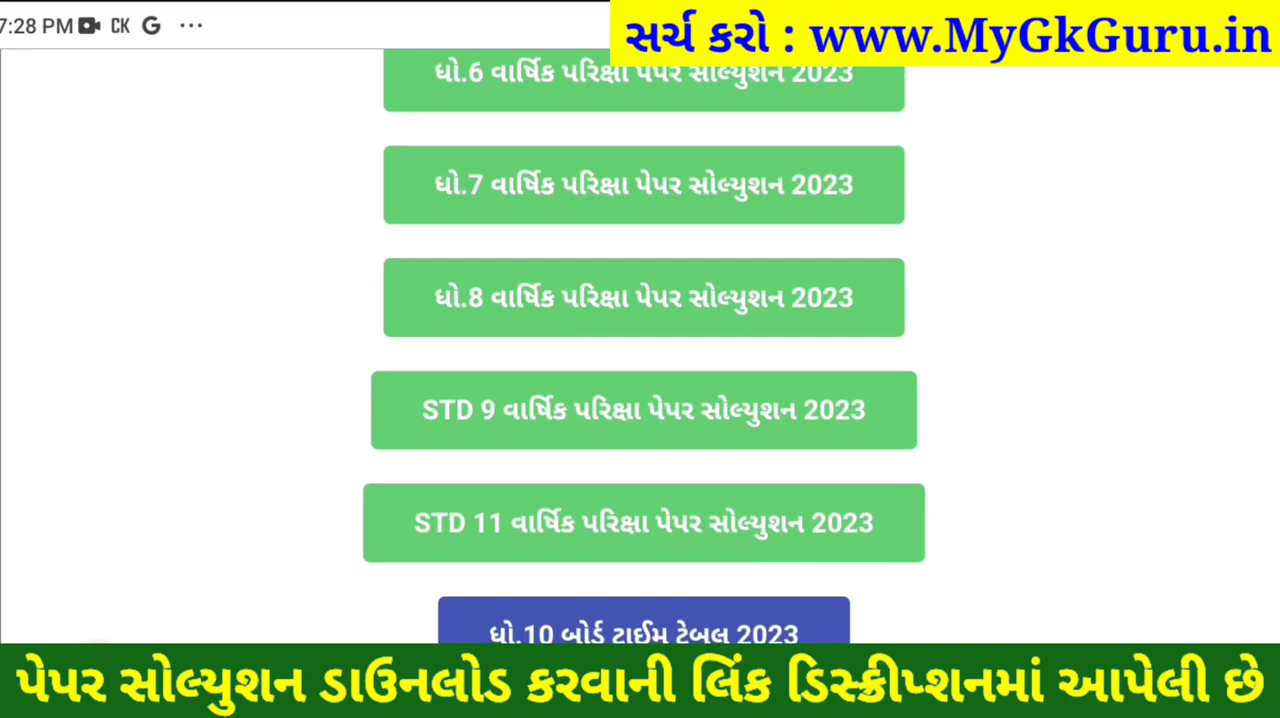 7:28 PM CK G ...
સર્ચ કરો : www.MyGkGuru.in
ધો.6 વાર્ષિક પરિક્ષા પેપર સોલ્યુશન 2023
ધો.7 વાર્ષિક પરિક્ષા પેપર સોલ્યુશન 2023
ધો.8 વાર્ષિક પરિક્ષા પેપર સોલ્યુશન 2023
STD 9 વાર્ષિક પરિક્ષા પેપર સોલ્યુશન 2023
STD 11 વાર્ષિક પરિક્ષા પેપર સોલ્યુશન 2023
ધો.10 બોર્ડ ટાઈમ ટેબલ 2023
પેપર સોલ્યુશન ડાઉનલોડ કરવાની લિંક ડિસ્ક્રીપ્શનમાં આપેલી છે